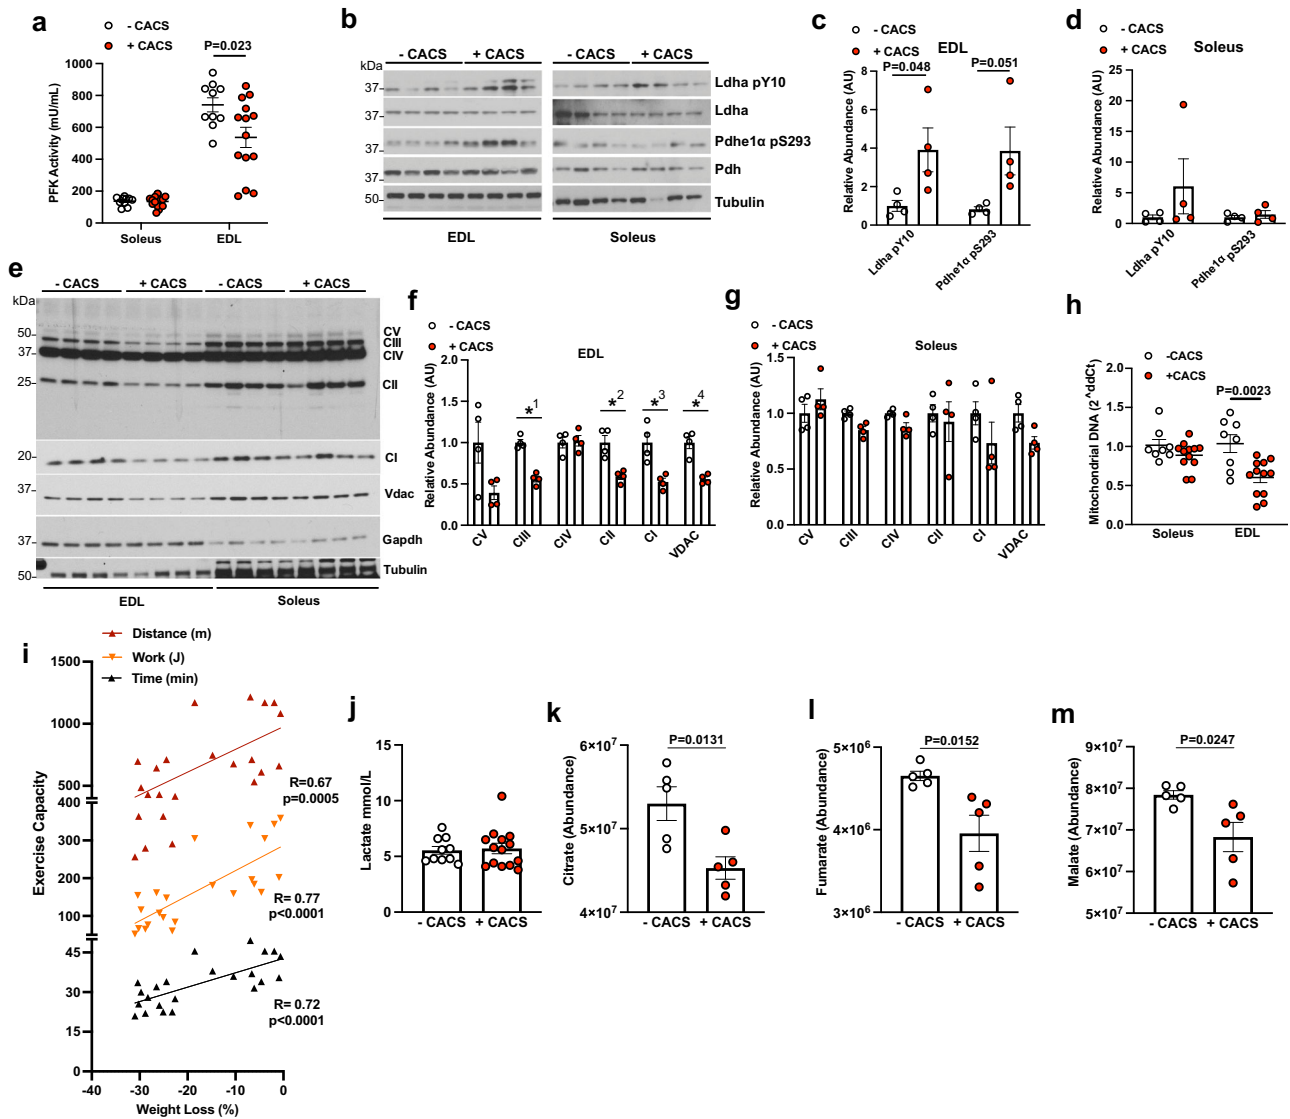 a
- CACS
+ CACS
P=0.023
PFK Activity (mU/mL)
1000
800
600
400
200
0
Soleus
EDL
b
- CACS
+ CACS
- CACS
+ CACS
kDa
37
37
37
37
50
Ldha pY10
Ldha
Pdhe1α pS293
Pdh
Tubulin
EDL
Soleus
c
- CACS
+ CACS
EDL
P=0.048
P=0.051
Relative Abundance (AU)
8
6
4
2
0
Ldha pY10
Pdhe1α pS293
d
- CACS
+ CACS
Soleus
Relative Abundance (AU)
25
20
15
10
5
0
Ldha pY10
Pdhe1α pS293
e
- CACS
+ CACS
- CACS
+ CACS
kDa
50
37
25
20
37
37
50
CV
CIII
CIV
CII
CI
Vdac
Gapdh
Tubulin
EDL
Soleus
f
- CACS
+ CACS
EDL
Relative Abundance (AU)
2.0
1.5
1.0
0.5
0.0
*1
*2
*3
*4
CV
CIII
CIV
CII
CI
VDAC
g
- CACS
+ CACS
Soleus
Relative Abundance (AU)
1.5
1.0
0.5
0.0
CV
CIII
CIV
CII
CI
VDAC
h
-CACS
+CACS
P=0.0023
Mitochondrial DNA (2^ddCt)
2.0
1.5
1.0
0.5
0.0
Soleus
EDL
i
Distance (m)
Work (J)
Time (min)
Exercise Capacity
1500
1000
500
400
300
200
100
45
30
15
0
R=0.67
p=0.0005
R= 0.77
p<0.0001
R= 0.72
p<0.0001
-40
-30
-20
-10
0
Weight Loss (%)
j
Lactate mmol/L
15
10
5
0
- CACS
+ CACS
k
P=0.0131
Citrate (Abundance)
6×10⁷
5×10⁷
4×10⁷
- CACS
+ CACS
l
P=0.0152
Fumarate (Abundance)
5×10⁶
4×10⁶
3×10⁶
- CACS
+ CACS
m
P=0.0247
Malate (Abundance)
9×10⁷
8×10⁷
7×10⁷
6×10⁷
5×10⁷
- CACS
+ CACS